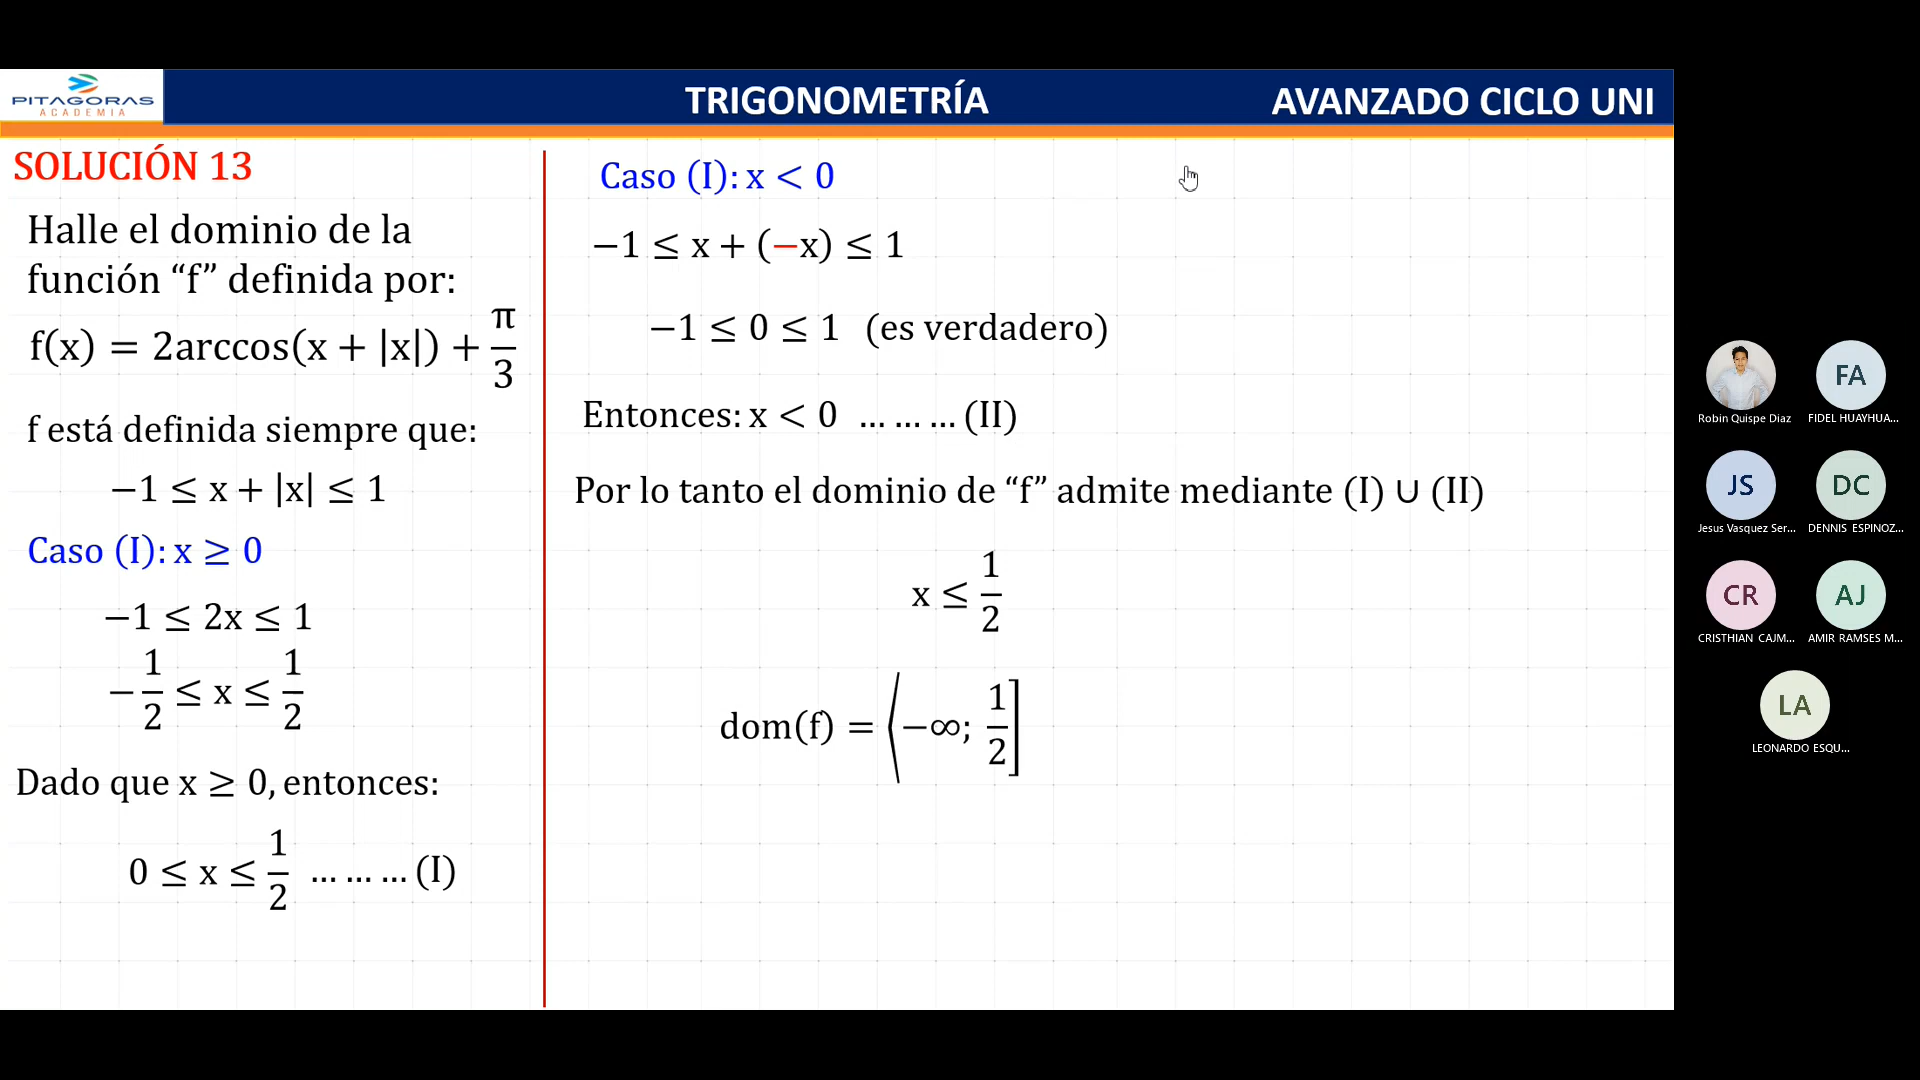 PITAGORAS
ACADEMIA
TRIGONOMETRÍA
AVANZADO CICLO UNI
SOLUCIÓN 13
Halle el dominio de la
función “f” definida por:
f(x) = 2arccos(x + |x|) + π/3
f está definida siempre que:
−1 ≤ x + |x| ≤ 1
Caso (I): x ≥ 0
−1 ≤ 2x ≤ 1
−1/2 ≤ x ≤ 1/2
Dado que x ≥ 0, entonces:
0 ≤ x ≤ 1/2 ... ... ... (I)
Caso (I): x < 0
−1 ≤ x + (−x) ≤ 1
−1 ≤ 0 ≤ 1 (es verdadero)
Entonces: x < 0 ... ... ... (II)
Por lo tanto el dominio de “f” admite mediante (I) ∪ (II)
x ≤ 1/2
dom(f) = ⟨−∞; 1/2]
Robin Quispe Diaz
FA
FIDEL HUAYHUA...
JS
Jesus Vasquez Ser...
DC
DENNIS ESPINOZ...
CR
CRISTHIAN CAJM...
AJ
AMIR RAMSES M...
LA
LEONARDO ESQU...